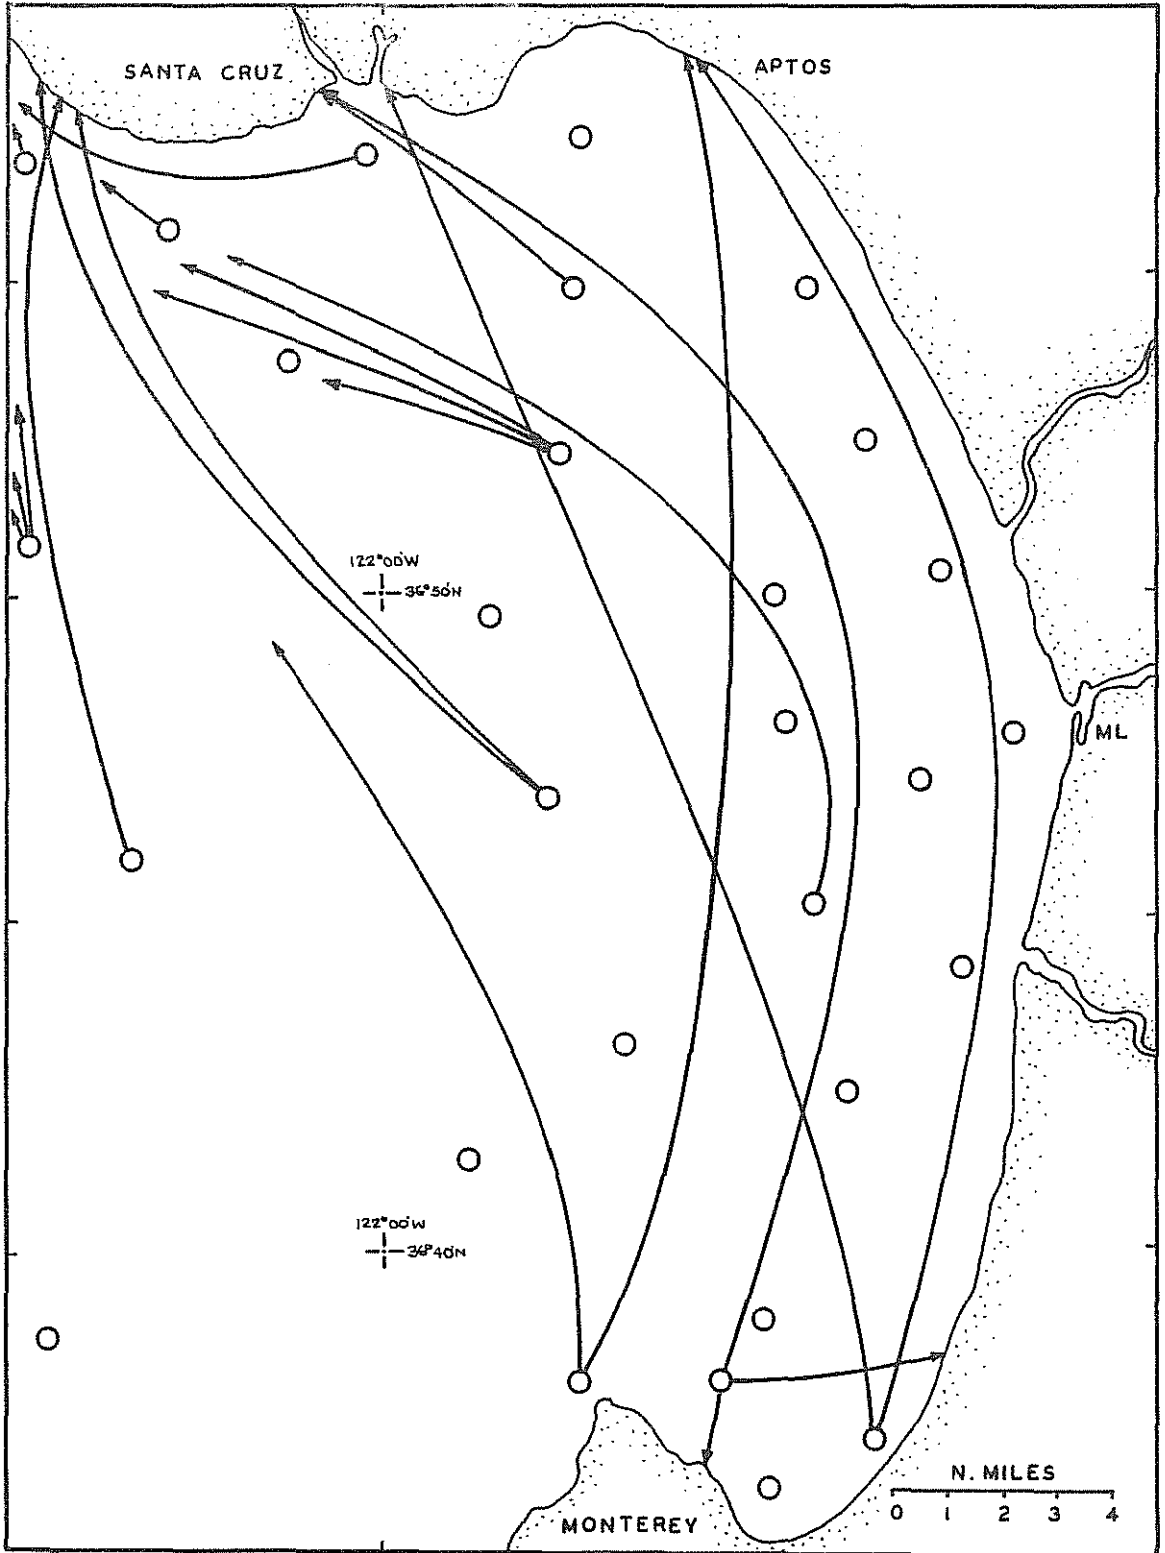 SANTA CRUZ
APTOS
122°00'W
36°50'N
ML
122°00'W
36°40'N
N. MILES
0 1 2 3 4
MONTEREY